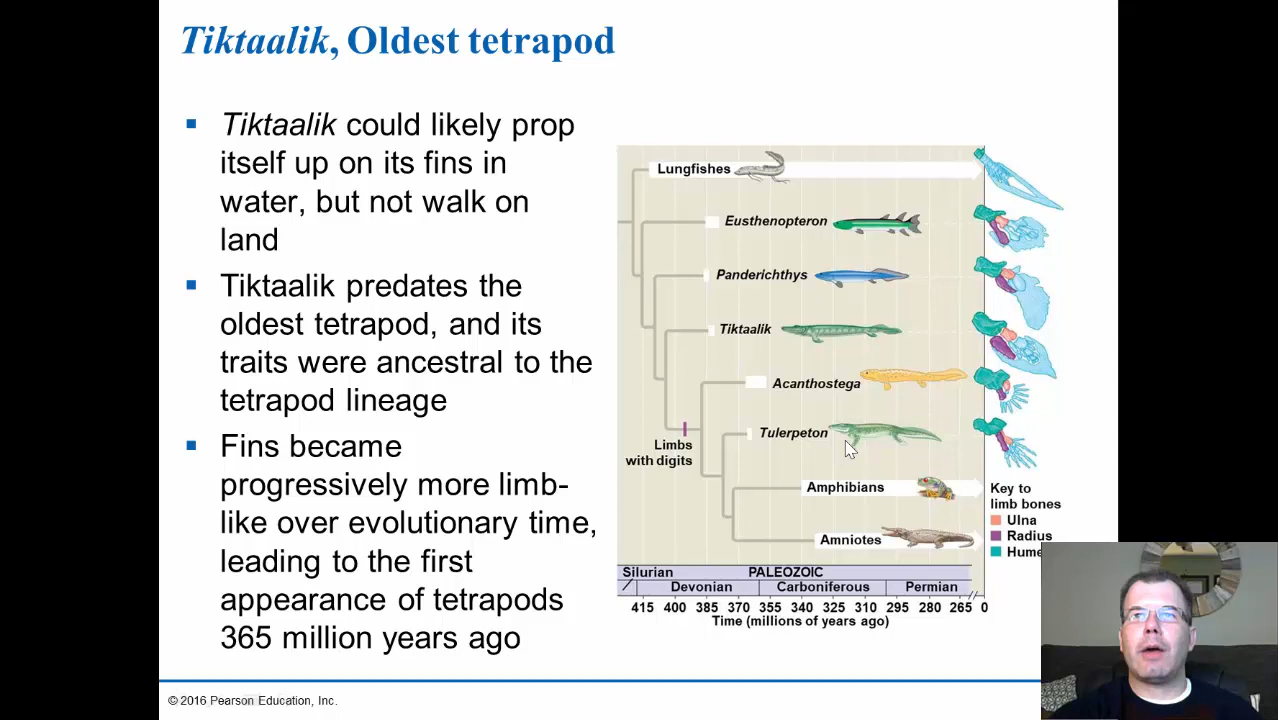 Tiktaalik, Oldest tetrapod
▪ Tiktaalik could likely prop
itself up on its fins in
water, but not walk on
land
▪ Tiktaalik predates the
oldest tetrapod, and its
traits were ancestral to the
tetrapod lineage
▪ Fins became
progressively more limb-
like over evolutionary time,
leading to the first
appearance of tetrapods
365 million years ago
Lungfishes
Eusthenopteron
Panderichthys
Tiktaalik
Acanthostega
Limbs
with digits
Tulerpeton
Amphibians
Amniotes
Key to
limb bones
Ulna
Radius
Hume
Silurian
PALEOZOIC
Devonian
Carboniferous
Permian
415 400 385 370 355 340 325 310 295 280 265 0
Time (millions of years ago)
© 2016 Pearson Education, Inc.